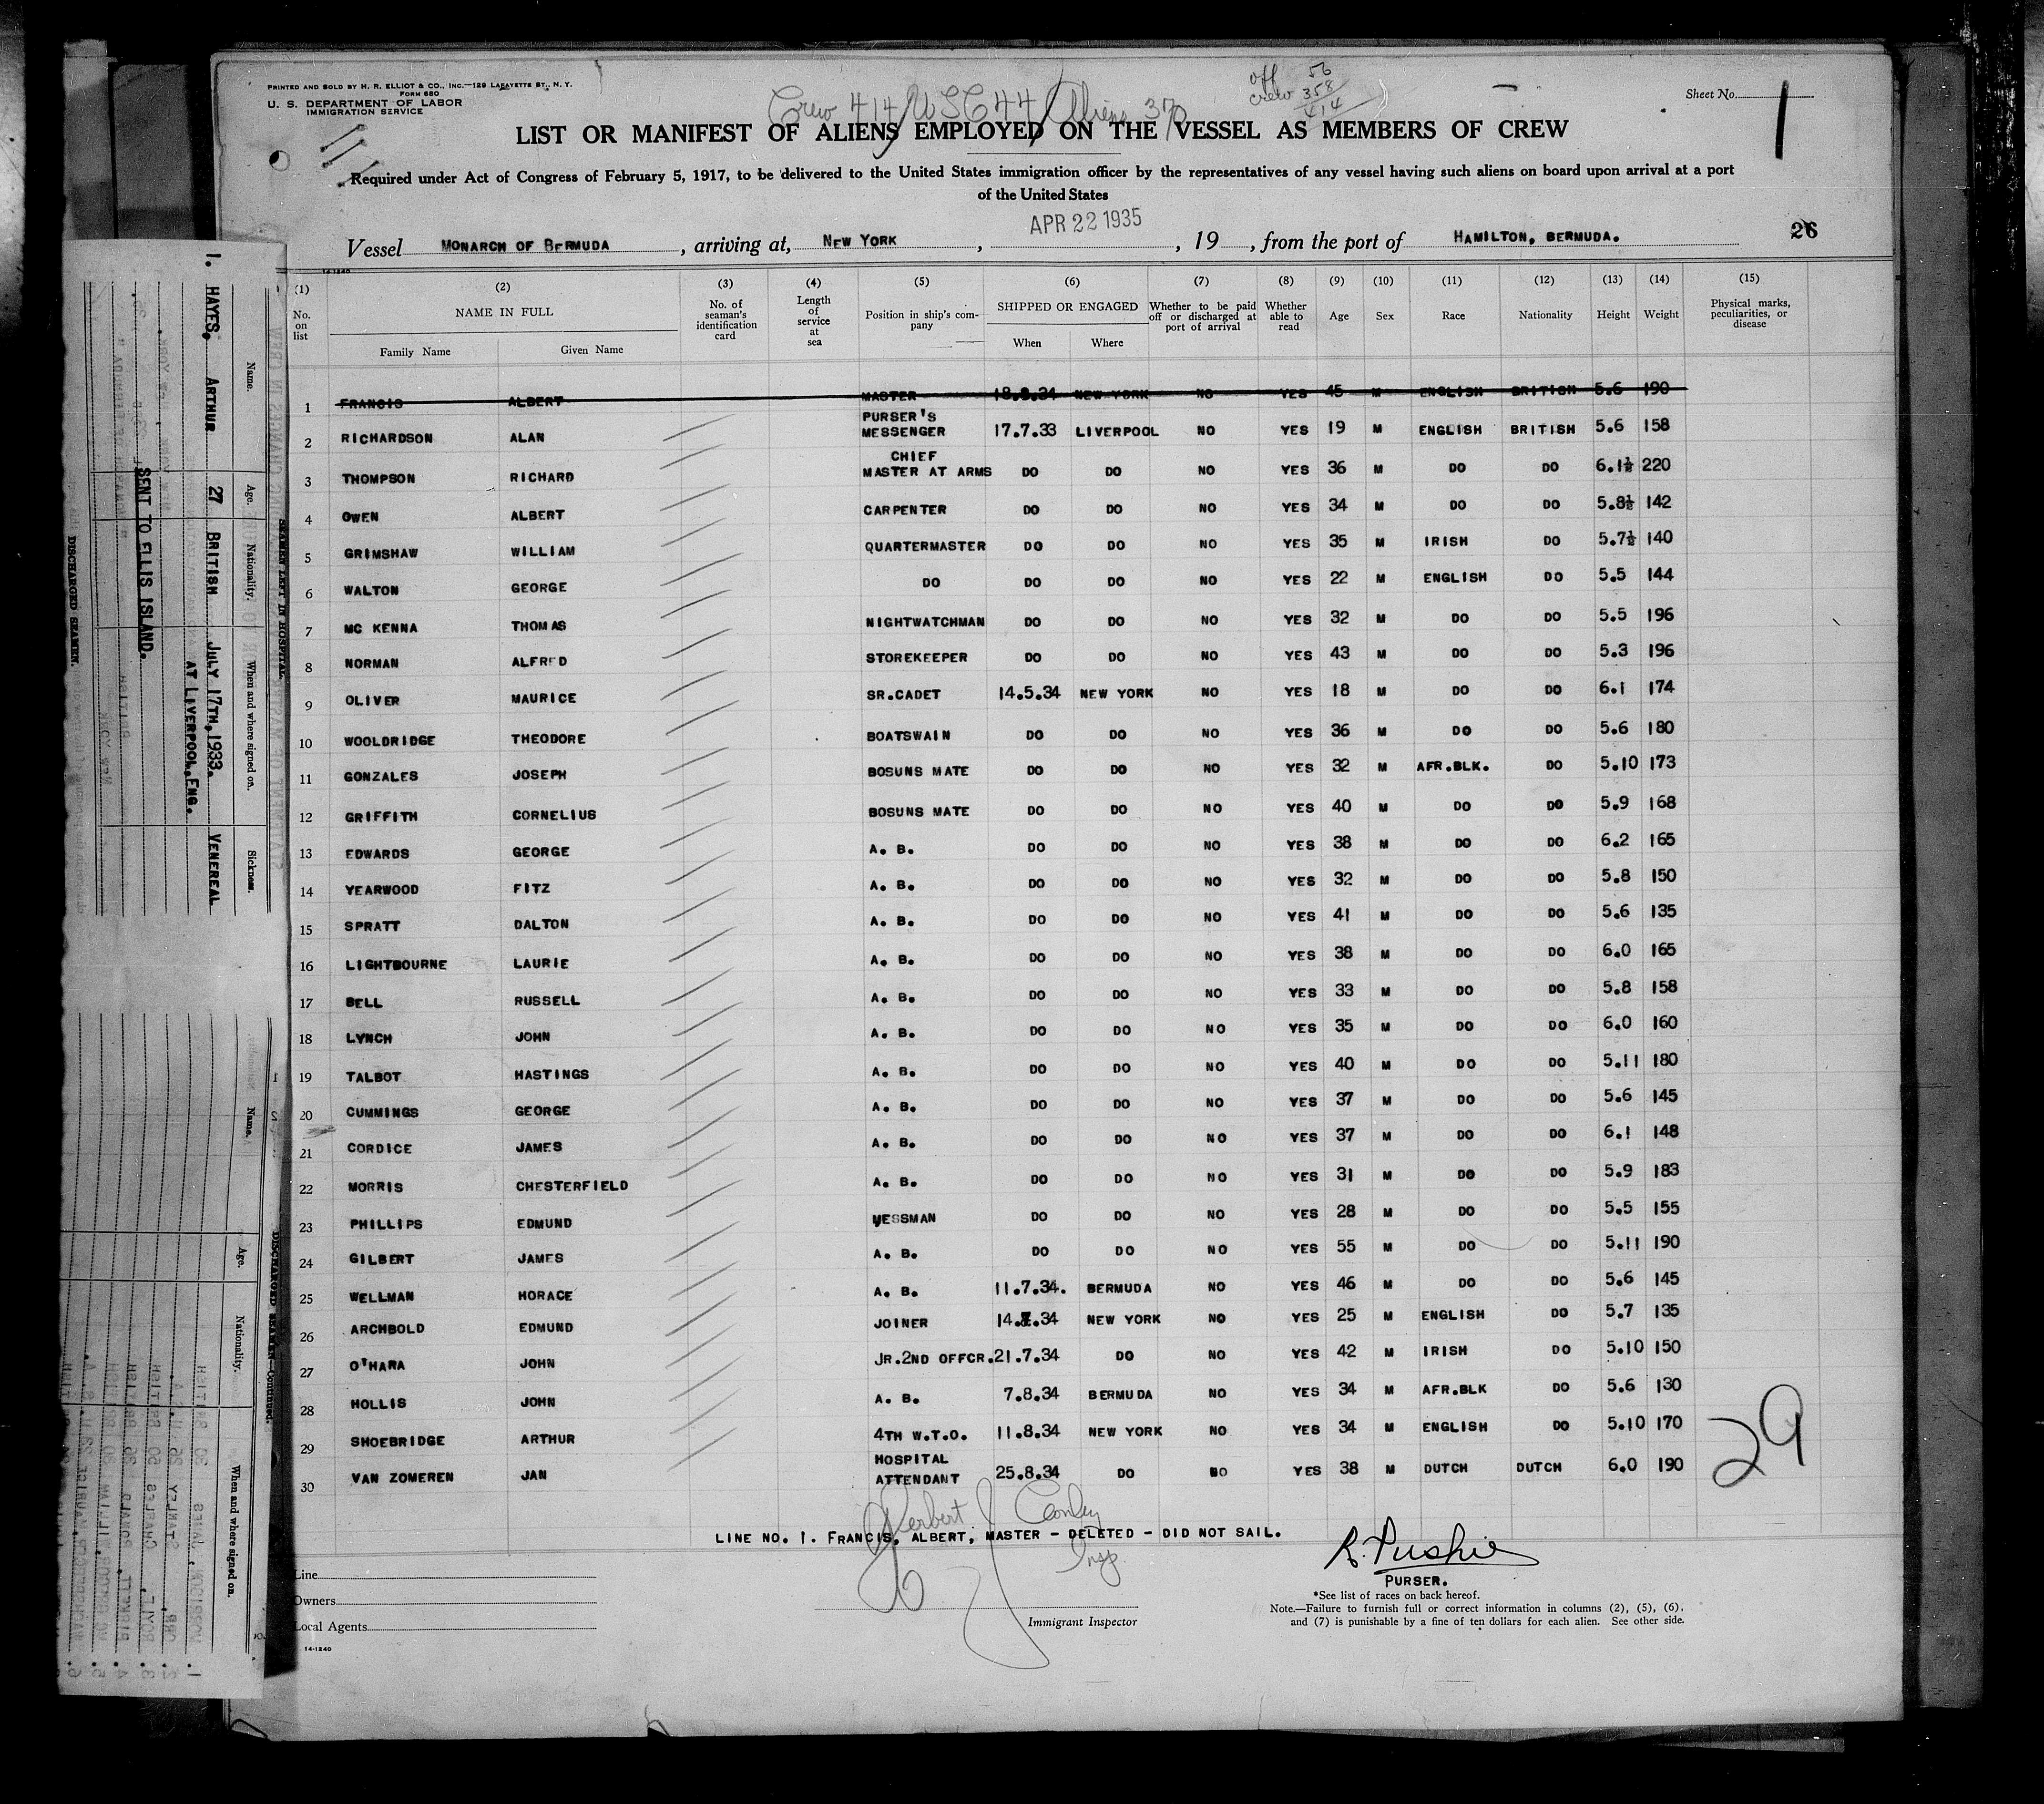 PRINTED AND SOLD BY H. R. ELLIOT & CO., INC.—129 LAFAYETTE ST., N. Y.
FORM 680
U. S. DEPARTMENT OF LABOR
IMMIGRATION SERVICE
Crew 414 / USC 44 / Aliens 370
off 56
crew 358
414
Sheet No. 1
LIST OR MANIFEST OF ALIENS EMPLOYED ON THE VESSEL AS MEMBERS OF CREW
Required under Act of Congress of February 5, 1917, to be delivered to the United States immigration officer by the representatives of any vessel having such aliens on board upon arrival at a port
of the United States
Vessel MONARCH OF BERMUDA, arriving at, NEW YORK, APR 22 1935, 19 , from the port of HAMILTON, BERMUDA. 26
14-1240
(1) (2) (3) (4) (5) (6) (7) (8) (9) (10) (11) (12) (13) (14) (15)
No. on list NAME IN FULL Family Name Given Name No. of seaman's identification card Length of service at sea Position in ship's company SHIPPED OR ENGAGED When Where Whether to be paid off or discharged at port of arrival Whether able to read Age Sex Race Nationality Height Weight Physical marks, peculiarities, or disease
1 FRANCIS ALBERT MASTER 18.8.34 NEW YORK NO YES 45 M ENGLISH BRITISH 5.6 190
2 RICHARDSON ALAN PURSER'S MESSENGER 17.7.33 LIVERPOOL NO YES 19 M ENGLISH BRITISH 5.6 158
3 THOMPSON RICHARD CHIEF MASTER AT ARMS DO DO NO YES 36 M DO DO 6.1½ 220
4 OWEN ALBERT CARPENTER DO DO NO YES 34 M DO DO 5.8½ 142
5 GRIMSHAW WILLIAM QUARTERMASTER DO DO NO YES 35 M IRISH DO 5.7½ 140
6 WALTON GEORGE DO DO DO NO YES 22 M ENGLISH DO 5.5 144
7 MC KENNA THOMAS NIGHTWATCHMAN DO DO NO YES 32 M DO DO 5.5 196
8 NORMAN ALFRED STOREKEEPER DO DO NO YES 43 M DO DO 5.3 196
9 OLIVER MAURICE SR.CADET 14.5.34 NEW YORK NO YES 18 M DO DO 6.1 174
10 WOOLDRIDGE THEODORE BOATSWAIN DO DO NO YES 36 M DO DO 5.6 180
11 GONZALES JOSEPH BOSUNS MATE DO DO NO YES 32 M AFR.BLK. DO 5.10 173
12 GRIFFITH CORNELIUS BOSUNS MATE DO DO NO YES 40 M DO DO 5.9 168
13 EDWARDS GEORGE A. B. DO DO NO YES 38 M DO DO 6.2 165
14 YEARWOOD FITZ A. B. DO DO NO YES 32 M DO DO 5.8 150
15 SPRATT DALTON A. B. DO DO NO YES 41 M DO DO 5.6 135
16 LIGHTBOURNE LAURIE A. B. DO DO NO YES 38 M DO DO 6.0 165
17 BELL RUSSELL A. B. DO DO NO YES 33 M DO DO 5.8 158
18 LYNCH JOHN A. B. DO DO NO YES 35 M DO DO 6.0 160
19 TALBOT HASTINGS A. B. DO DO NO YES 40 M DO DO 5.11 180
20 CUMMINGS GEORGE A. B. DO DO NO YES 37 M DO DO 5.6 145
21 CORDICE JAMES A. B. DO DO NO YES 37 M DO DO 6.1 148
22 MORRIS CHESTERFIELD A. B. DO DO NO YES 31 M DO DO 5.9 183
23 PHILLIPS EDMUND MESSMAN DO DO NO YES 28 M DO DO 5.5 155
24 GILBERT JAMES A. B. DO DO NO YES 55 M DO DO 5.11 190
25 WELLMAN HORACE A. B. 11.7.34. BERMUDA NO YES 46 M DO DO 5.6 145
26 ARCHBOLD EDMUND JOINER 14.7.34 NEW YORK NO YES 25 M ENGLISH DO 5.7 135
27 O'HARA JOHN JR.2ND OFFCR. 21.7.34 DO NO YES 42 M IRISH DO 5.10 150
28 HOLLIS JOHN A. B. 7.8.34 BERMUDA NO YES 34 M AFR.BLK DO 5.6 130
29 SHOEBRIDGE ARTHUR 4TH W.T.O. 11.8.34 NEW YORK NO YES 34 M ENGLISH DO 5.10 170
30 VAN ZOMEREN JAN HOSPITAL ATTENDANT 25.8.34 DO NO YES 38 M DUTCH DUTCH 6.0 190
29
LINE NO. 1. FRANCIS, ALBERT, MASTER - DELETED - DID NOT SAIL.
Herbert J Conley
Insp.
R. Pushie
PURSER.
Line
Owners
Local Agents
14-1240
Immigrant Inspector
*See list of races on back hereof.
Note.—Failure to furnish full or correct information in columns (2), (5), (6),
and (7) is punishable by a fine of ten dollars for each alien. See other side.
SEAMEN LEFT IN HOSPITAL
Name. Age. Nationality. When and where signed on. Sickness.
1. HAYES, ARTHUR 27 BRITISH JULY 17TH, 1933. VENEREAL
AT LIVERPOOL, ENG.
SENT TO ELLIS ISLAND.
DISCHARGED SEAMEN.
DISCHARGED SEAMEN—Continued.
Name. Age. Nationality. When and where signed on.